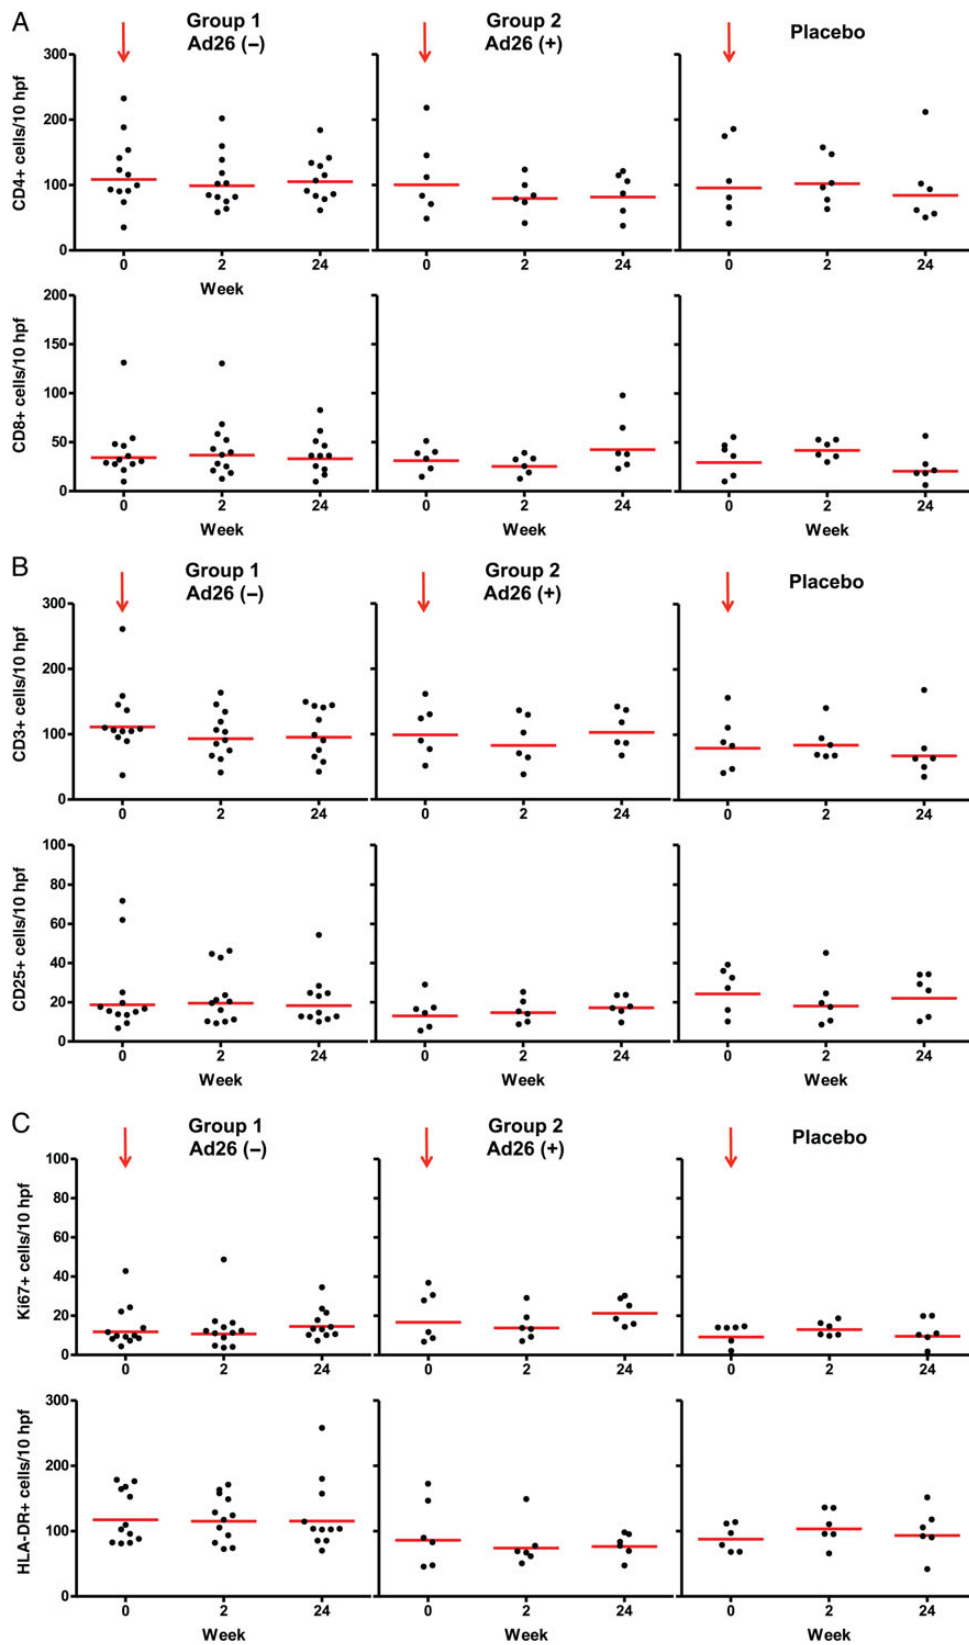 A
Group 1
Ad26 (–)
Group 2
Ad26 (+)
Placebo
CD4+ cells/10 hpf
300
200
100
0
0 2 24
0 2 24
0 2 24
Week
CD8+ cells/10 hpf
200
150
100
50
0
0 2 24
0 2 24
0 2 24
Week Week Week
B
Group 1
Ad26 (–)
Group 2
Ad26 (+)
Placebo
CD3+ cells/10 hpf
300
200
100
0
0 2 24
0 2 24
0 2 24
CD25+ cells/10 hpf
100
80
60
40
20
0
0 2 24
0 2 24
0 2 24
Week Week Week
C
Group 1
Ad26 (–)
Group 2
Ad26 (+)
Placebo
Ki67+ cells/10 hpf
100
80
60
40
20
0
0 2 24
0 2 24
0 2 24
HLA-DR+ cells/10 hpf
300
200
100
0
0 2 24
0 2 24
0 2 24
Week Week Week